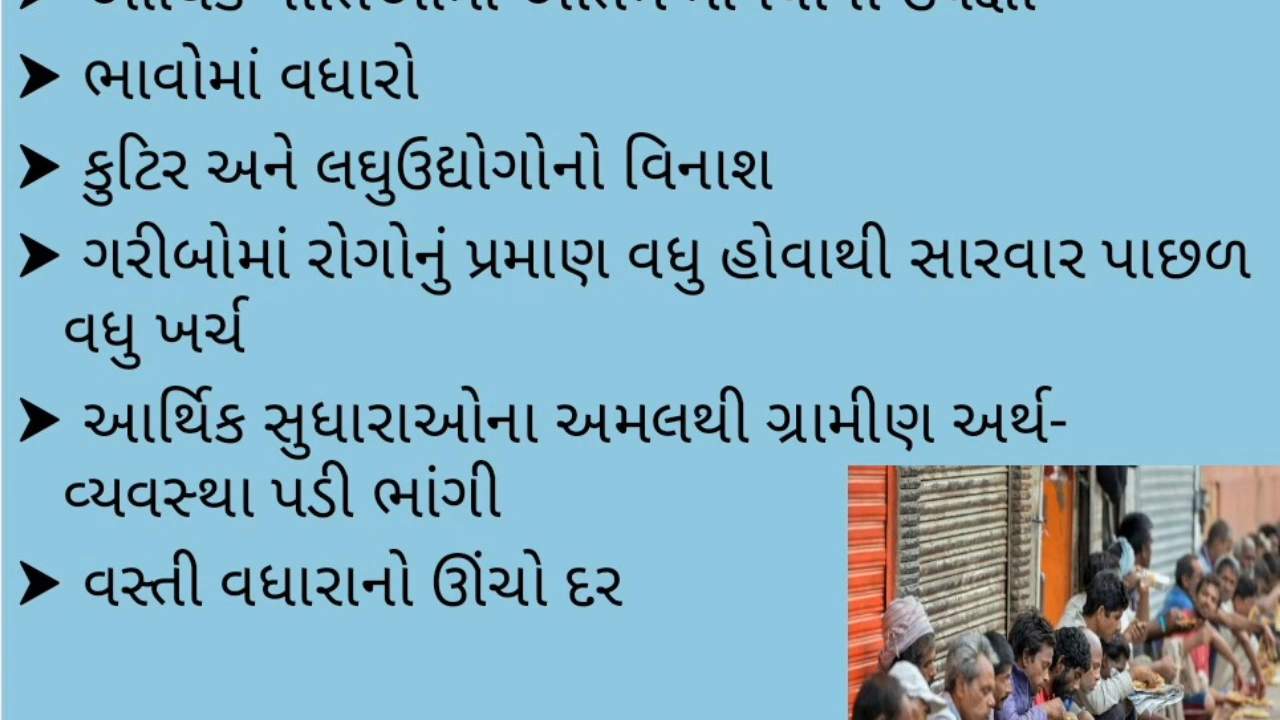 ➤ ભાવોમાં વધારો
➤ કુટિર અને લઘુઉદ્યોગોનો વિનાશ
➤ ગરીબોમાં રોગોનું પ્રમાણ વધુ હોવાથી સારવાર પાછળ
વધુ ખર્ચ
➤ આર્થિક સુધારાઓના અમલથી ગ્રામીણ અર્થ-
વ્યવસ્થા પડી ભાંગી
➤ વસ્તી વધારાનો ઊંચો દર